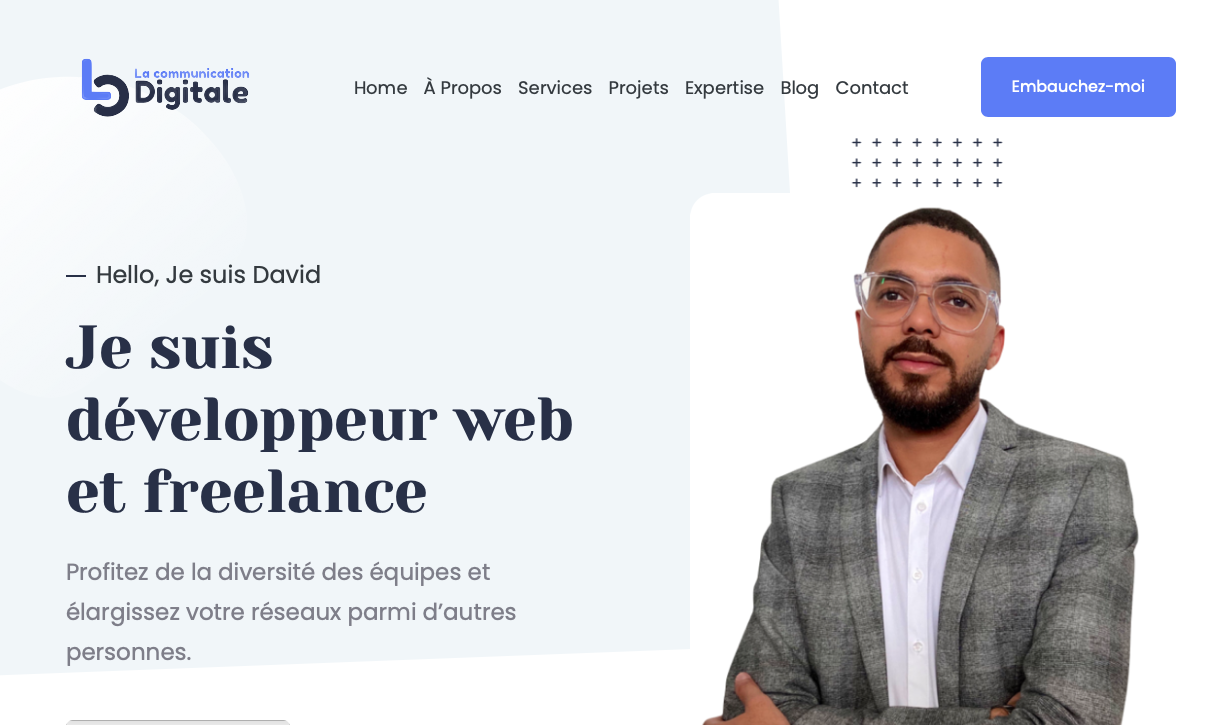 La communication
Digitale
Home À Propos Services Projets Expertise Blog Contact
Embauchez-moi
Hello, Je suis David
Je suis
développeur web
et freelance
Profitez de la diversité des équipes et
élargissez votre réseaux parmi d’autres
personnes.